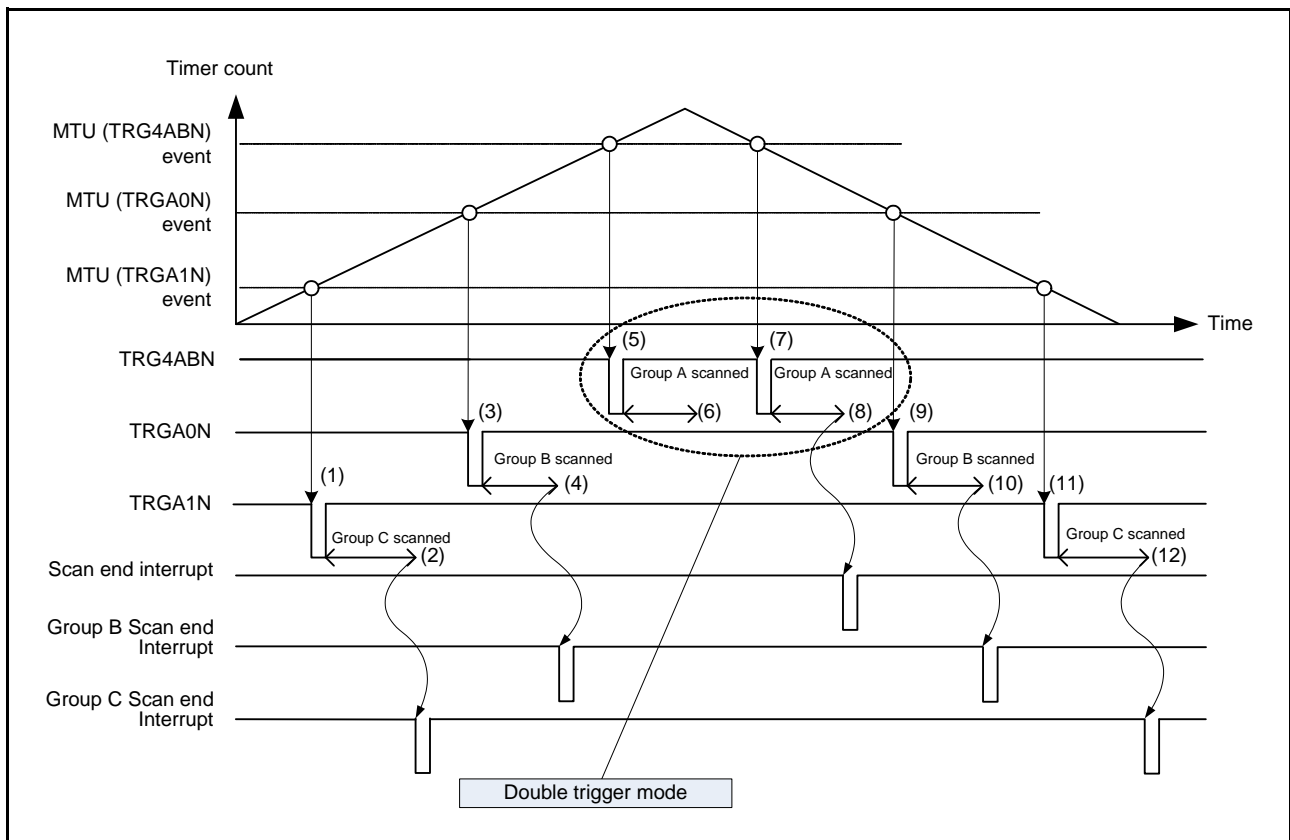 Timer count
MTU (TRG4ABN)
event
MTU (TRGA0N)
event
MTU (TRGA1N)
event
Time
TRG4ABN
(5)
(7)
Group A scanned
Group A scanned
(6)
(8)
TRGA0N
(3)
(9)
Group B scanned
Group B scanned
(4)
(10)
TRGA1N
(1)
(11)
Group C scanned
Group C scanned
(2)
(12)
Scan end interrupt
Group B Scan end
Interrupt
Group C Scan end
Interrupt
Double trigger mode